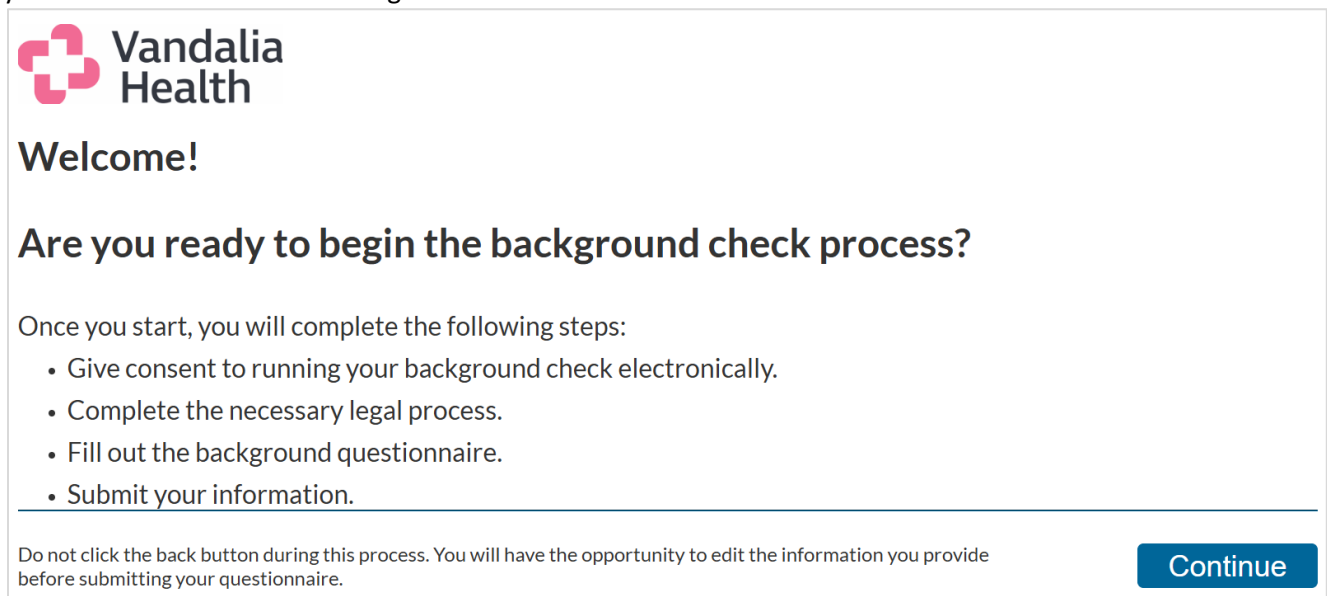 Vandalia
Health
Welcome!
Are you ready to begin the background check process?
Once you start, you will complete the following steps:
• Give consent to running your background check electronically.
• Complete the necessary legal process.
• Fill out the background questionnaire.
• Submit your information.
Do not click the back button during this process. You will have the opportunity to edit the information you provide
before submitting your questionnaire.
Continue